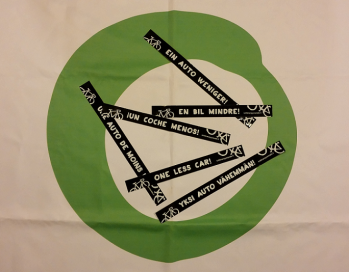 EIN AUTO WENIGER!
EN BIL MINDRE!
¡UN COCHE MENOS!
UNE AUTO DE MOINS !
ONE LESS CAR!
YKSI AUTO VÄHEMMÄN!